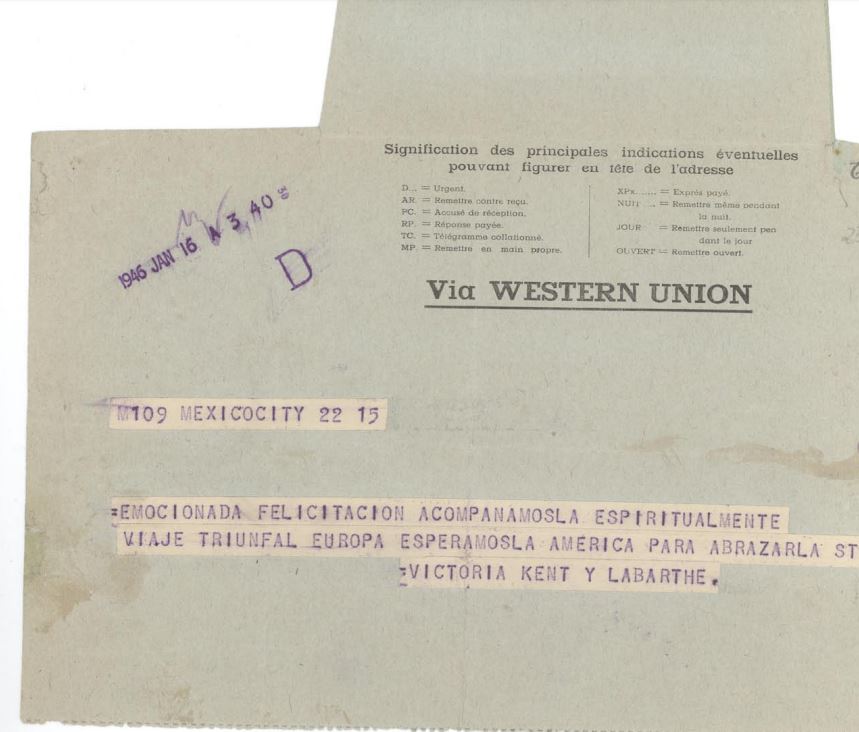 Signification des principales indications éventuelles
pouvant figurer en tête de l'adresse
D... = Urgent.
AR. = Remettre contre reçu.
PC. = Accusé de réception.
RP. = Réponse payée.
TC. = Télégramme collationné.
MP. = Remettre en main propre.
XPx ...... = Exprès payé.
NUIT ... = Remettre même pendant
la nuit.
JOUR = Remettre seulement pen
dant le jour
OUVERT = Remettre ouvert.
1946 JAN 16 A 3,40
D
Via WESTERN UNION
M109 MEXICOCITY 22 15
=EMOCIONADA FELICITACION ACOMPANAMOSLA ESPIRITUALMENTE
VIAJE TRIUNFAL EUROPA ESPERAMOSLA AMERICA PARA ABRAZARLA ST
=VICTORIA KENT Y LABARTHE.